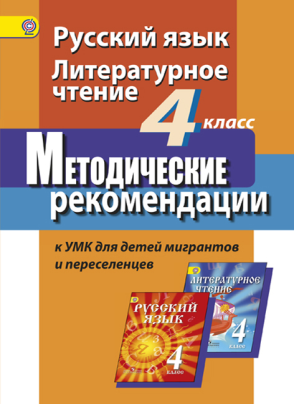 Русский язык
Литературное
чтение
4 класс
Методические
рекомендации
к УМК для детей мигрантов
и переселенцев
ЛИТЕРАТУРНОЕ
ЧТЕНИЕ
4
КЛАСС
РУССКИЙ
ЯЗЫК
4
КЛАСС